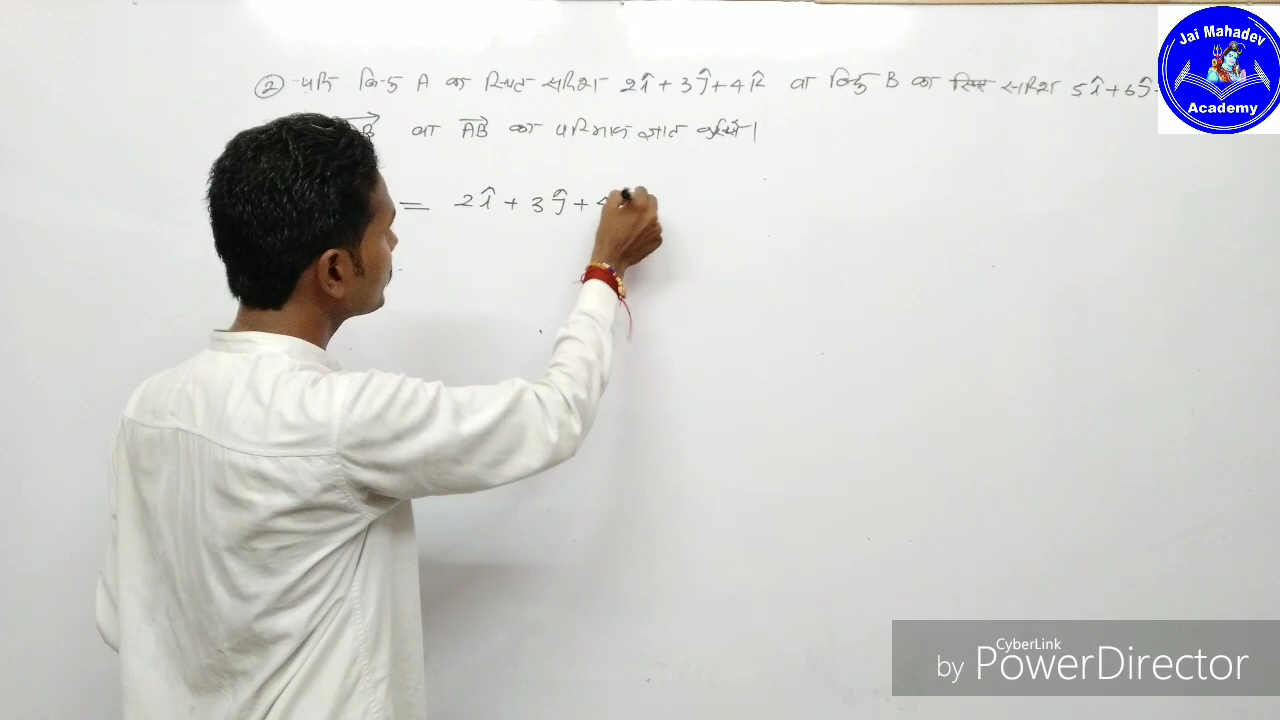 ② यदि बिन्दु A का स्थित सदिश 2î + 3ĵ + 4k̂ वा बिन्दु B का सदिश 5î + 6ĵ
B वा AB का परिमाण ज्ञात कीजिये।
= 2î + 3ĵ + 4
Jai Mahadev
Academy
CyberLink
by PowerDirector